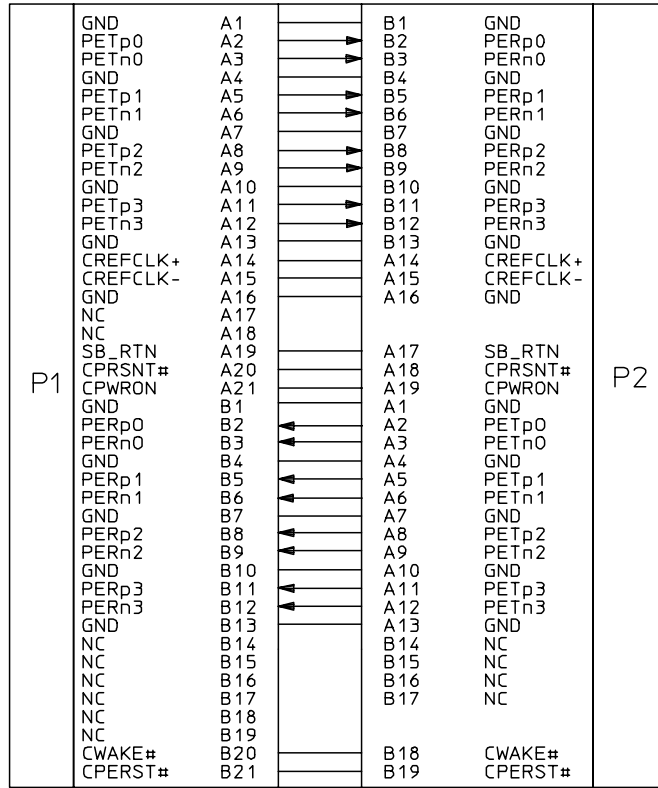 GND A1 B1 GND
PETp0 A2 B2 PERp0
PETn0 A3 B3 PERn0
GND A4 B4 GND
PETp1 A5 B5 PERp1
PETn1 A6 B6 PERn1
GND A7 B7 GND
PETp2 A8 B8 PERp2
PETn2 A9 B9 PERn2
GND A10 B10 GND
PETp3 A11 B11 PERp3
PETn3 A12 B12 PERn3
GND A13 B13 GND
CREFCLK+ A14 A14 CREFCLK+
CREFCLK- A15 A15 CREFCLK-
GND A16 A16 GND
NC A17
NC A18
SB_RTN A19 A17 SB_RTN
CPRSNT# A20 A18 CPRSNT#
P1 CPWRON A21 A19 CPWRON P2
GND B1 A1 GND
PERp0 B2 A2 PETp0
PERn0 B3 A3 PETn0
GND B4 A4 GND
PERp1 B5 A5 PETp1
PERn1 B6 A6 PETn1
GND B7 A7 GND
PERp2 B8 A8 PETp2
PERn2 B9 A9 PETn2
GND B10 A10 GND
PERp3 B11 A11 PETp3
PERn3 B12 A12 PETn3
GND B13 A13 GND
NC B14 B14 NC
NC B15 B15 NC
NC B16 B16 NC
NC B17 B17 NC
NC B18
NC B19
CWAKE# B20 B18 CWAKE#
CPERST# B21 B19 CPERST#